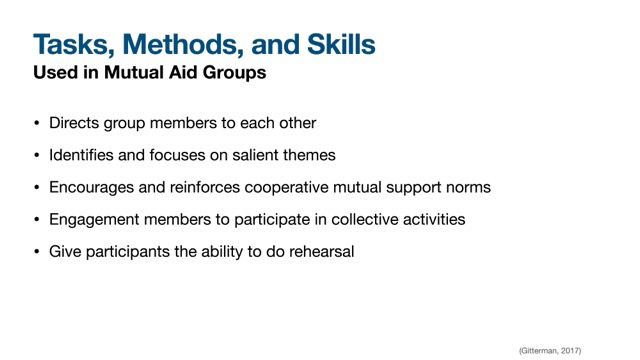 Tasks, Methods, and Skills
Used in Mutual Aid Groups
• Directs group members to each other
• Identifies and focuses on salient themes
• Encourages and reinforces cooperative mutual support norms
• Engagement members to participate in collective activities
• Give participants the ability to do rehearsal
(Gitterman, 2017)